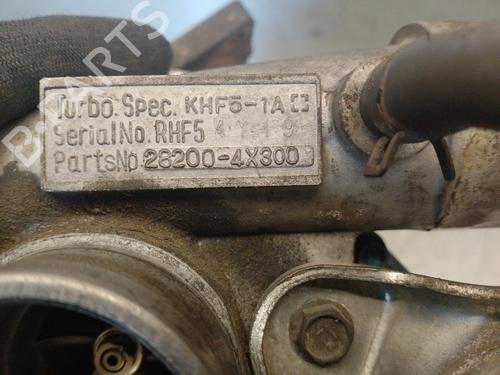 Turbo. Spec. KHF5-1A
Serial No. RHF5
Parts No 28200-4X300